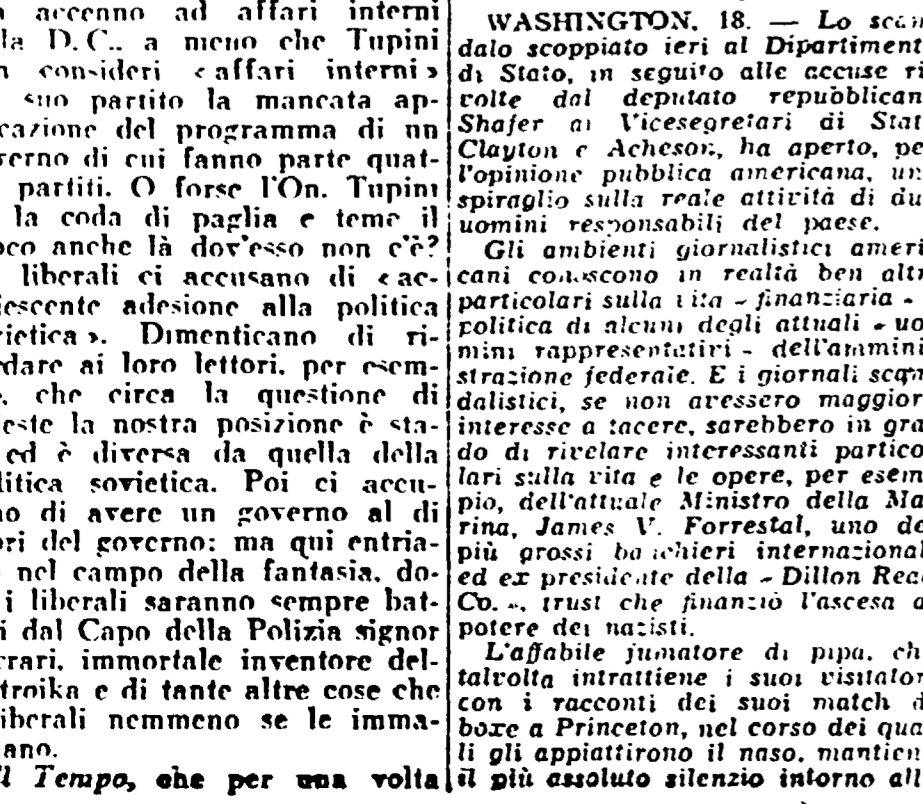 accenno ad affari interni
la D.C., a meno che Tupini
consideri « affari interni »
suo partito la mancata ap-
cazione del programma di un
erno di cui fanno parte quat-
partiti. O forse l'On. Tupini
la coda di paglia e teme il
oco anche là dov'esso non c'è?
liberali ci accusano di « ac-
iescente adesione alla politica
ietica ». Dimenticano di ri-
dare ai loro lettori, per esem-
che circa la questione di
este la nostra posizione è sta-
ed è diversa da quella della
litica sovietica. Poi ci accu-
no di avere un governo al di
ori del governo: ma qui entria-
nel campo della fantasia, do-
i liberali saranno sempre bat-
i dal Capo della Polizia signor
rrari, immortale inventore del-
troika e di tante altre cose che
liberali nemmeno se le imma-
ano.
Il Tempo, che per una volta
WASHINGTON, 18. — Lo scan
dalo scoppiato ieri al Dipartiment
di Stato, in seguito alle accuse ri
volte dal deputato repubblican
Shafer ai Vicesegretari di Stat
Clayton e Acheson, ha aperto, pe
l'opinione pubblica americana, un
spiraglio sulla reale attività di du
uomini responsabili del paese.
Gli ambienti giornalistici ameri
cani conoscono in realtà ben altr
particolari sulla vita - finanziaria -
politica di alcuni degli attuali « uo
mini rappresentativi - dell'ammini
strazione federale. E i giornali scan
dalistici, se non avessero maggior
interesse a tacere, sarebbero in gra
do di rivelare interessanti partico
lari sulla vita e le opere, per esem
pio, dell'attuale Ministro della Ma
rina, James V. Forrestal, uno de
più grossi banchieri internazional
ed ex presidente della - Dillon Read
Co. », trust che finanziò l'ascesa a
potere dei nazisti.
L'affabile fumatore di pipa, ch
talvolta intrattiene i suoi visitator
con i racconti dei suoi match d
boxe a Princeton, nel corso dei qua
li gli appiattirono il naso, mantien
il più assoluto silenzio intorno all